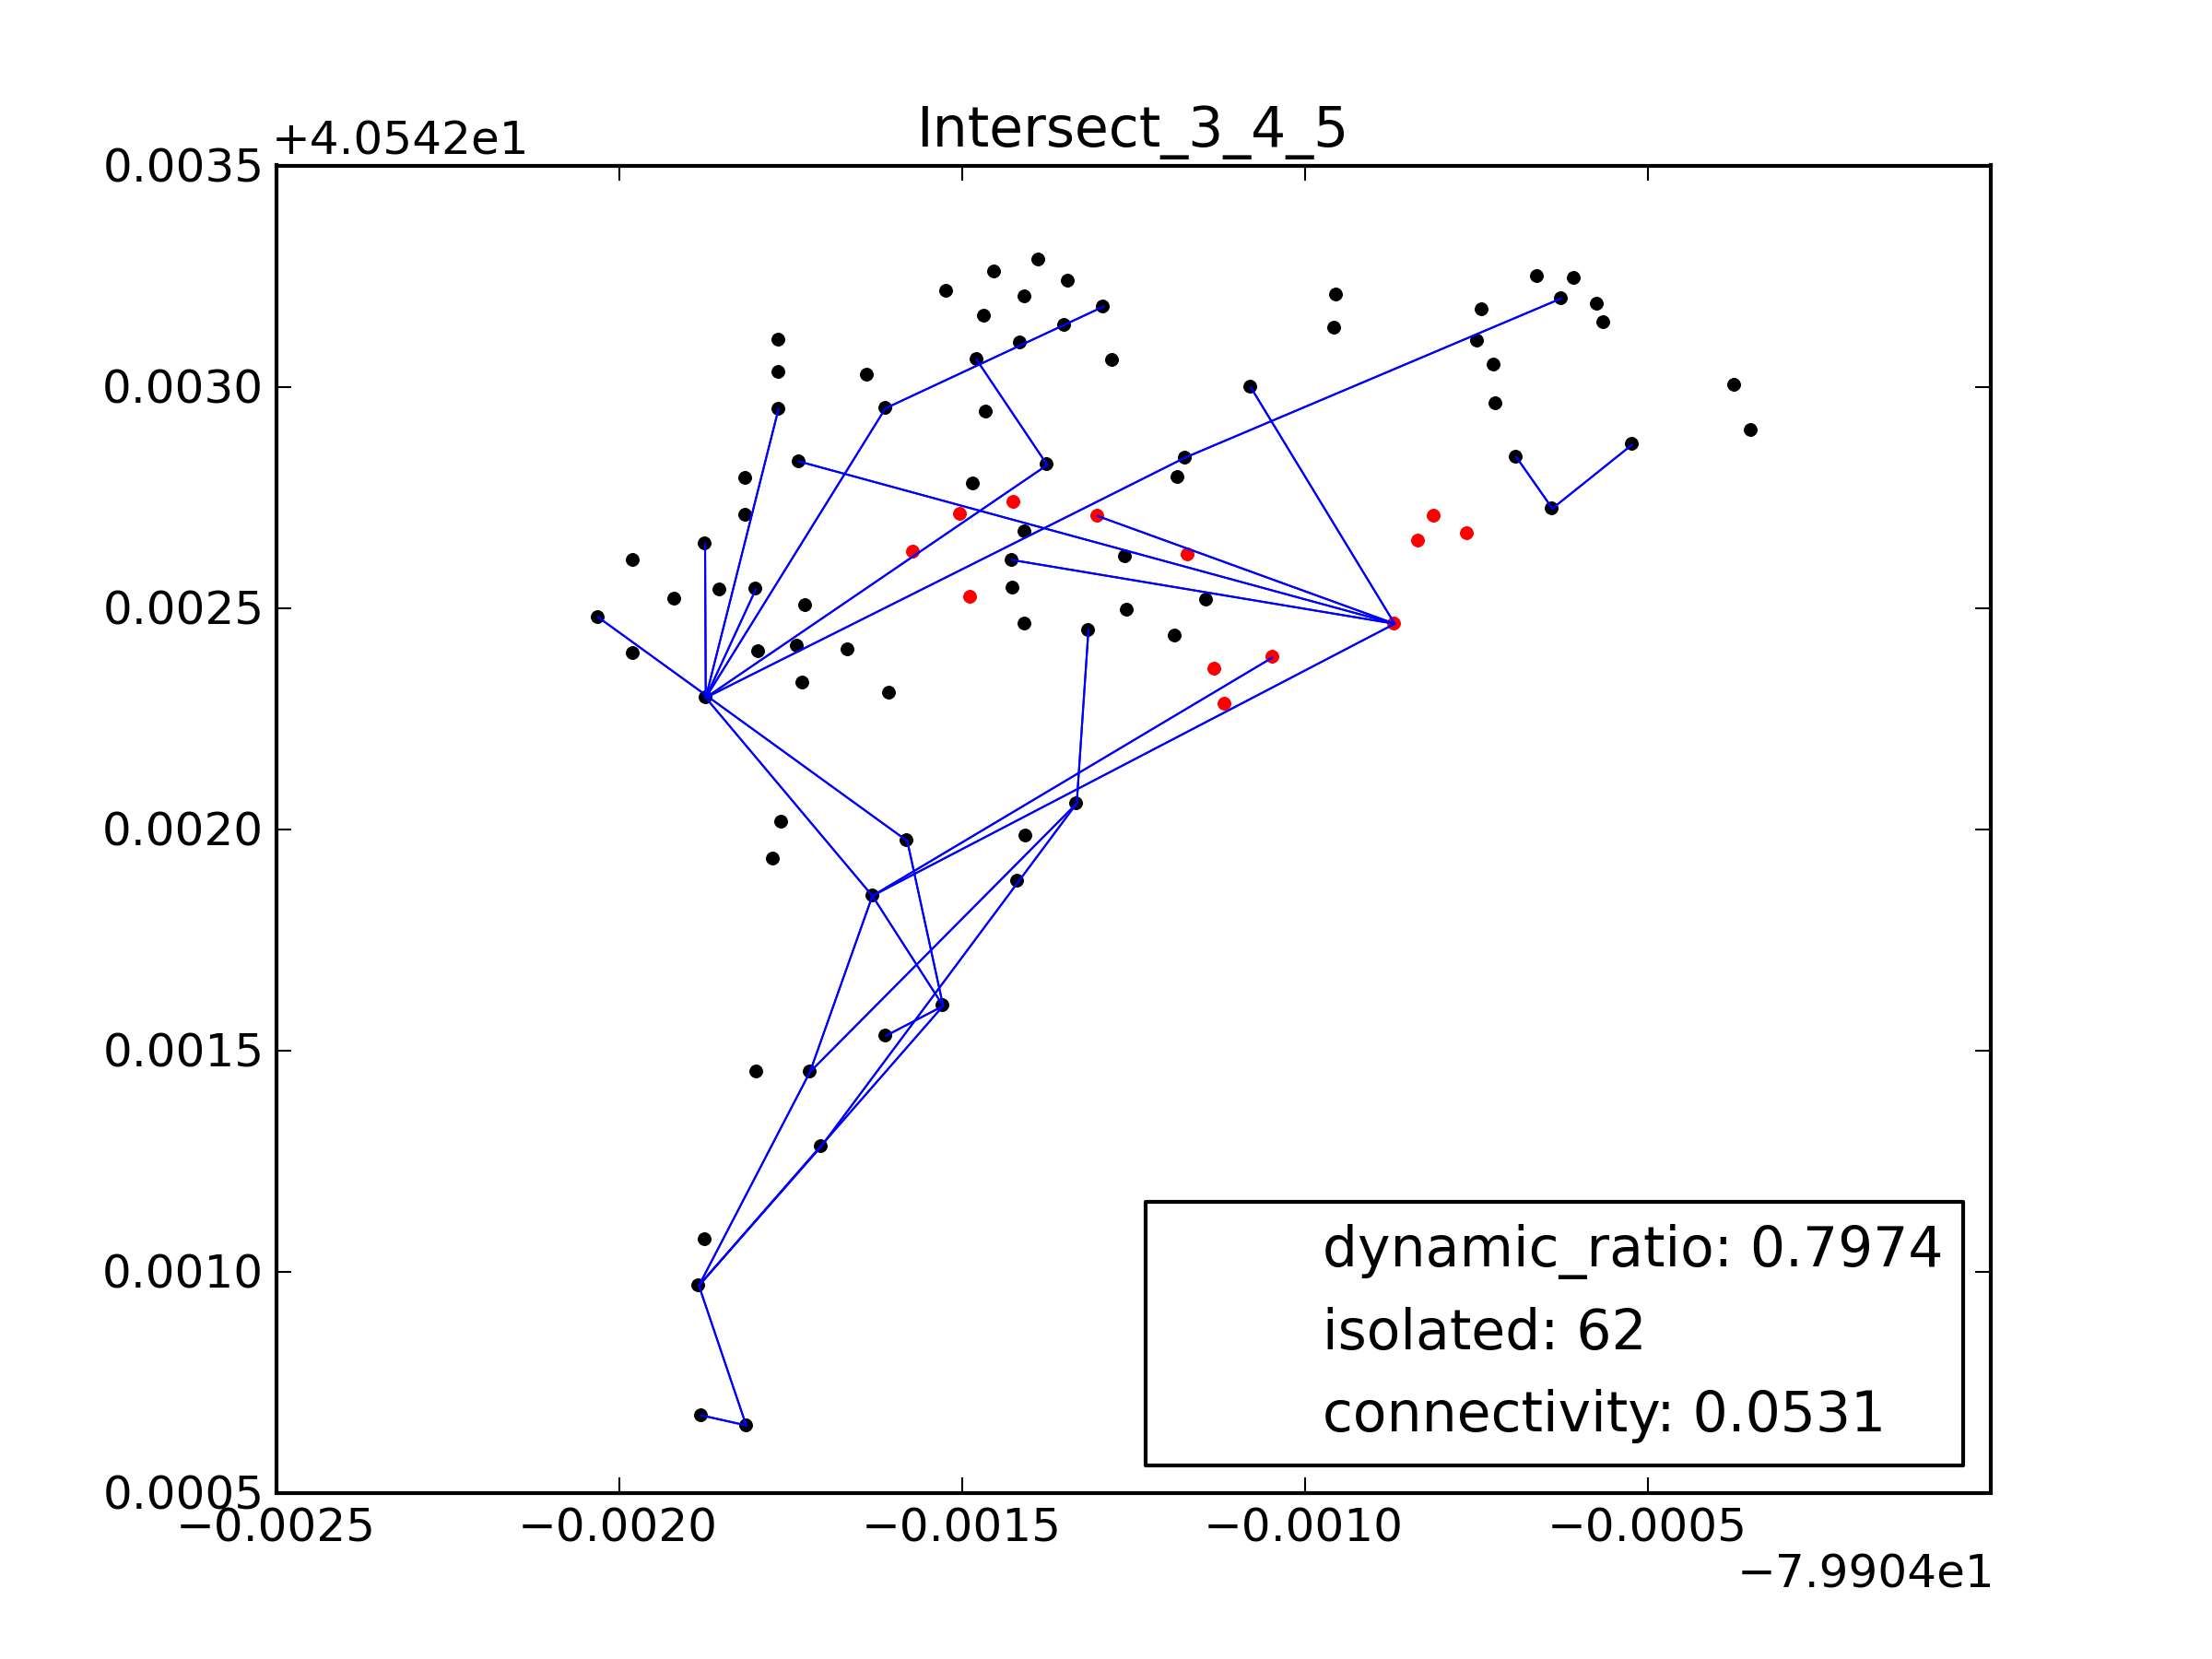 Intersect_3_4_5
+4.0542e1
0.0035
0.0030
0.0025
0.0020
0.0015
0.0010
0.0005
dynamic_ratio: 0.7974
isolated: 62
connectivity: 0.0531
−0.0025 −0.0020 −0.0015 −0.0010 −0.0005
−7.9904e1